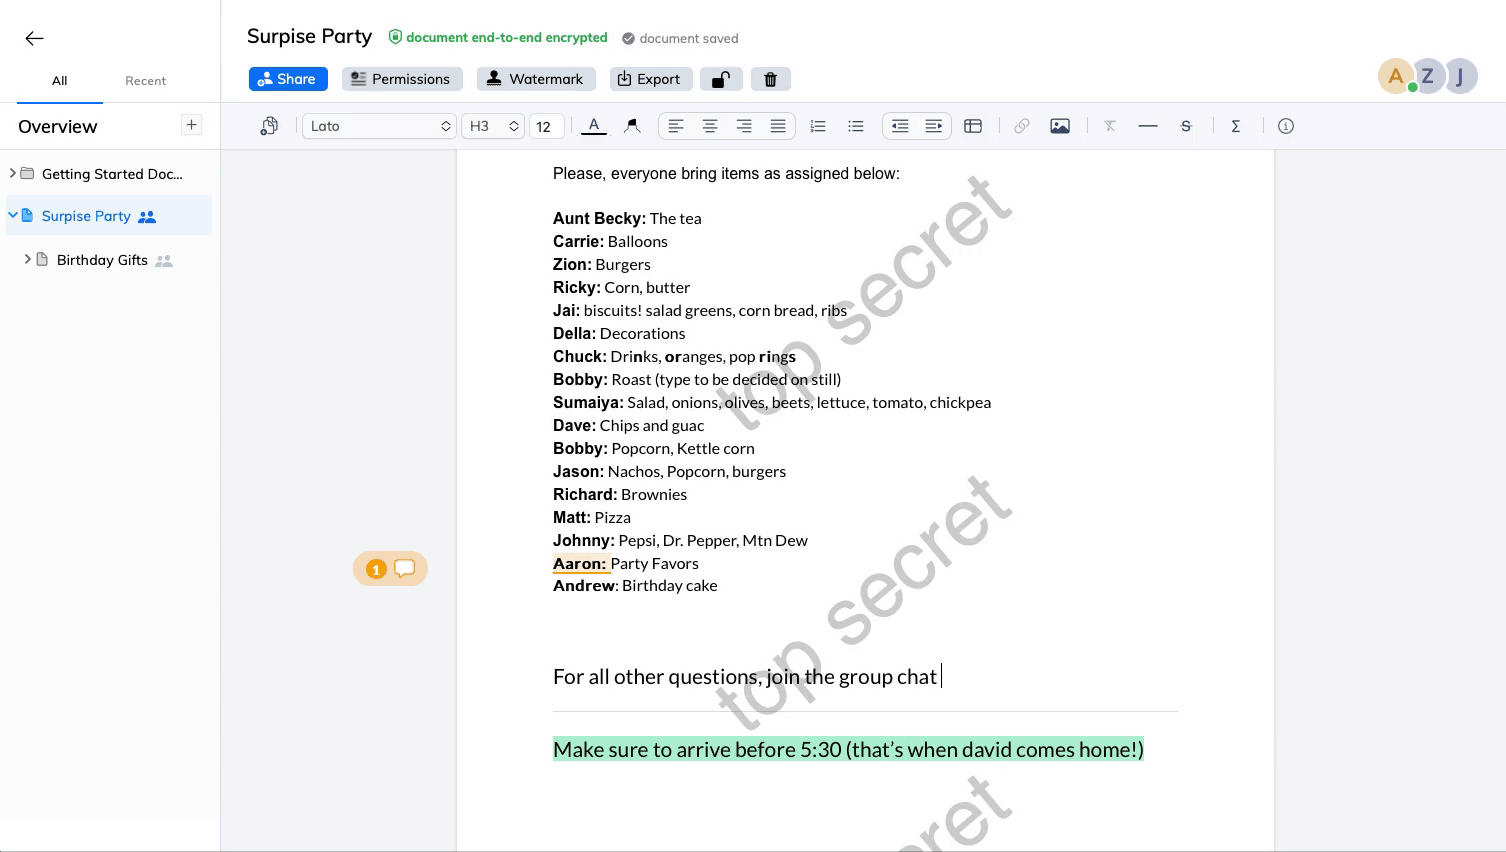 Surpise Party
document end-to-end encrypted
document saved
All
Recent
Share
Permissions
Watermark
Export
A
Z
J
Overview
Lato
H3
12
A
S
Σ
Getting Started Doc...
Surpise Party
Birthday Gifts
Please, everyone bring items as assigned below:
Aunt Becky: The tea
Carrie: Balloons
Zion: Burgers
Ricky: Corn, butter
Jai: biscuits! salad greens, corn bread, ribs
Della: Decorations
Chuck: Drinks, oranges, pop rings
Bobby: Roast (type to be decided on still)
Sumaiya: Salad, onions, olives, beets, lettuce, tomato, chickpea
Dave: Chips and guac
Bobby: Popcorn, Kettle corn
Jason: Nachos, Popcorn, burgers
Richard: Brownies
Matt: Pizza
Johnny: Pepsi, Dr. Pepper, Mtn Dew
1
Aaron: Party Favors
Andrew: Birthday cake
For all other questions, join the group chat
Make sure to arrive before 5:30 (that’s when david comes home!)
top secret
top secret
secret